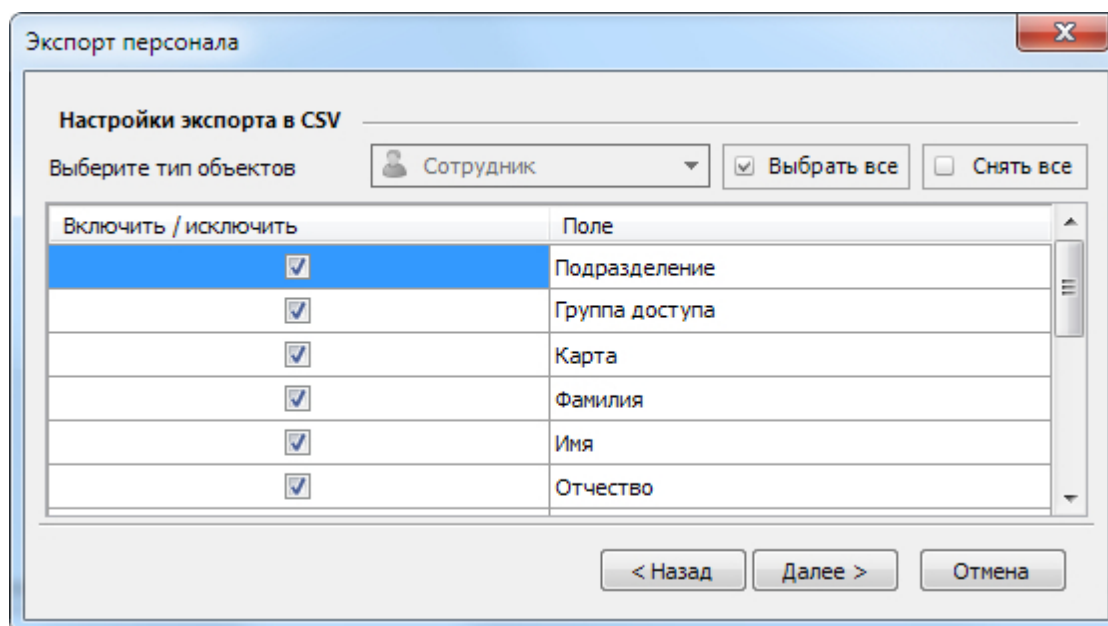 Экспорт персонала
Настройки экспорта в CSV
Выберите тип объектов Сотрудник Выбрать все Снять все
Включить / исключить Поле
Подразделение
Группа доступа
Карта
Фамилия
Имя
Отчество
< Назад Далее > Отмена